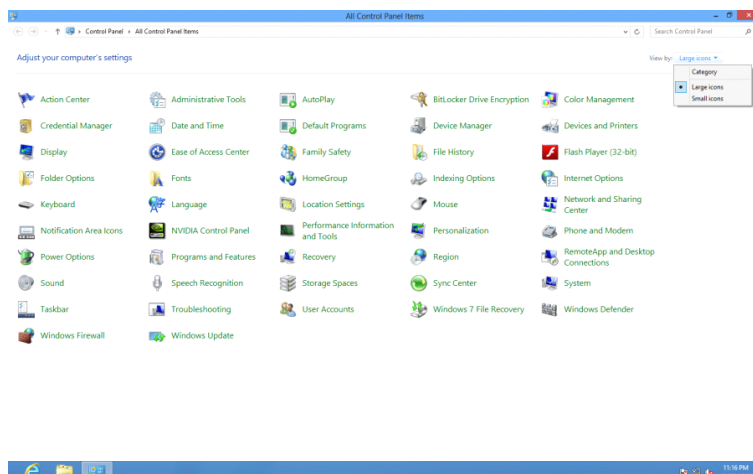 All Control Panel Items
Control Panel All Control Panel Items Search Control Panel
Adjust your computer's settings View by: Large icons
Category
Large icons
Small icons
Action Center Administrative Tools AutoPlay BitLocker Drive Encryption Color Management
Credential Manager Date and Time Default Programs Device Manager Devices and Printers
Display Ease of Access Center Family Safety File History Flash Player (32-bit)
Folder Options Fonts HomeGroup Indexing Options Internet Options
Keyboard Language Location Settings Mouse Network and Sharing
Center
Notification Area Icons NVIDIA Control Panel Performance Information
and Tools Personalization Phone and Modem
Power Options Programs and Features Recovery Region RemoteApp and Desktop
Connections
Sound Speech Recognition Storage Spaces Sync Center System
Taskbar Troubleshooting User Accounts Windows 7 File Recovery Windows Defender
Windows Firewall Windows Update
11:16 PM